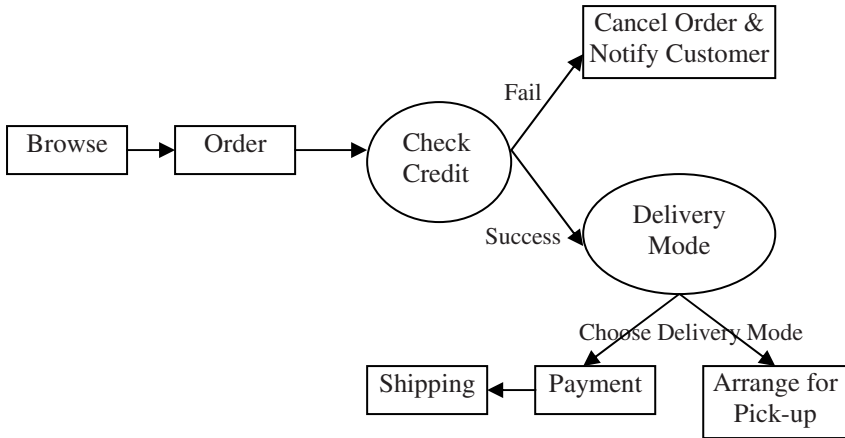 Cancel Order &
Notify Customer
Fail
Browse
Order
Check
Credit
Delivery
Mode
Success
Choose Delivery Mode
Shipping
Payment
Arrange for
Pick-up